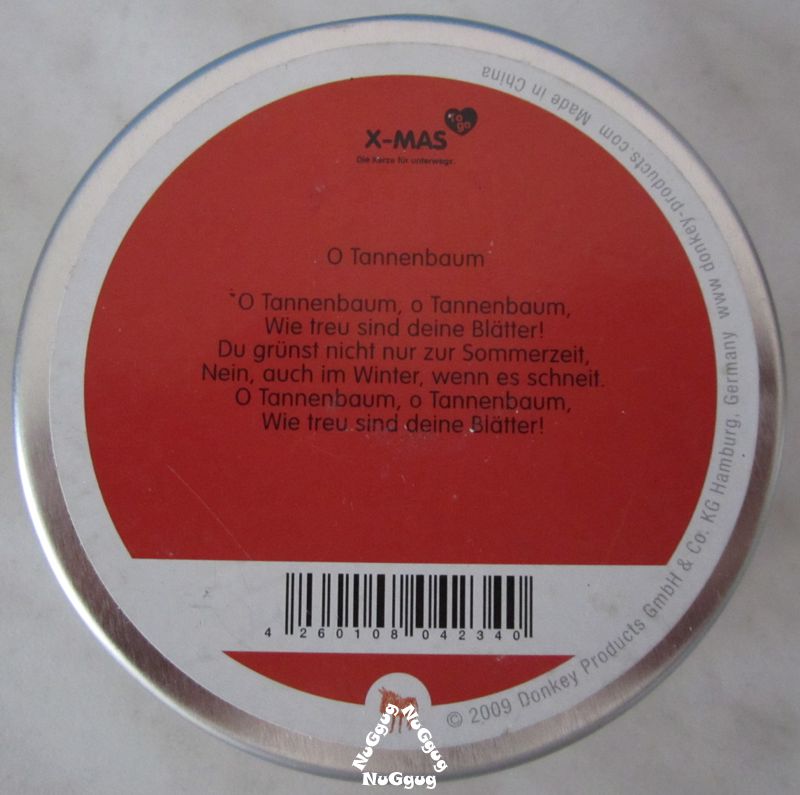 To go
X-MAS
Die Kerze für unterwegs.
O Tannenbaum
O Tannenbaum, o Tannenbaum,
Wie treu sind deine Blätter!
Du grünst nicht nur zur Sommerzeit,
Nein, auch im Winter, wenn es schneit.
O Tannenbaum, o Tannenbaum,
Wie treu sind deine Blätter!
4 260108 042340
© 2009 Donkey Products GmbH & Co. KG Hamburg, Germany www.donkey-products.com Made in China
NuGgug
NuGgug
NuGgug